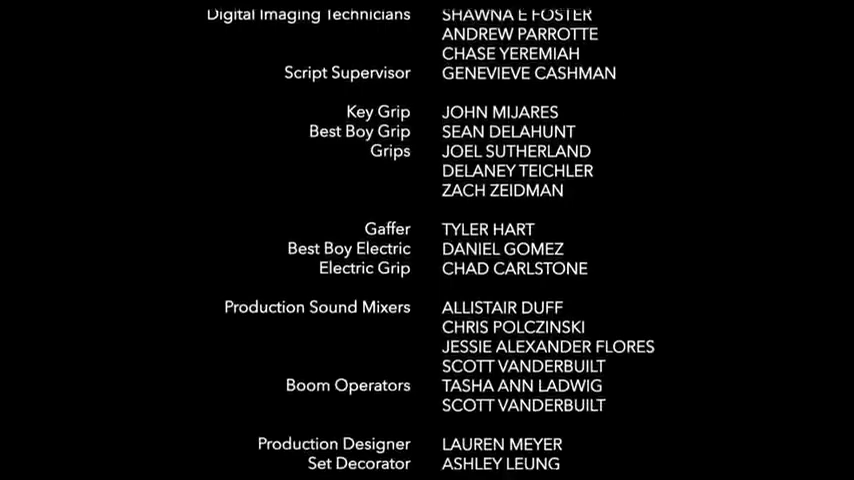 Digital Imaging Technicians SHAWNA E FOSTER
ANDREW PARROTTE
CHASE YEREMIAH
Script Supervisor GENEVIEVE CASHMAN
Key Grip JOHN MIJARES
Best Boy Grip SEAN DELAHUNT
Grips JOEL SUTHERLAND
DELANEY TEICHLER
ZACH ZEIDMAN
Gaffer TYLER HART
Best Boy Electric DANIEL GOMEZ
Electric Grip CHAD CARLSTONE
Production Sound Mixers ALLISTAIR DUFF
CHRIS POLCZINSKI
JESSIE ALEXANDER FLORES
SCOTT VANDERBUILT
Boom Operators TASHA ANN LADWIG
SCOTT VANDERBUILT
Production Designer LAUREN MEYER
Set Decorator ASHLEY LEUNG